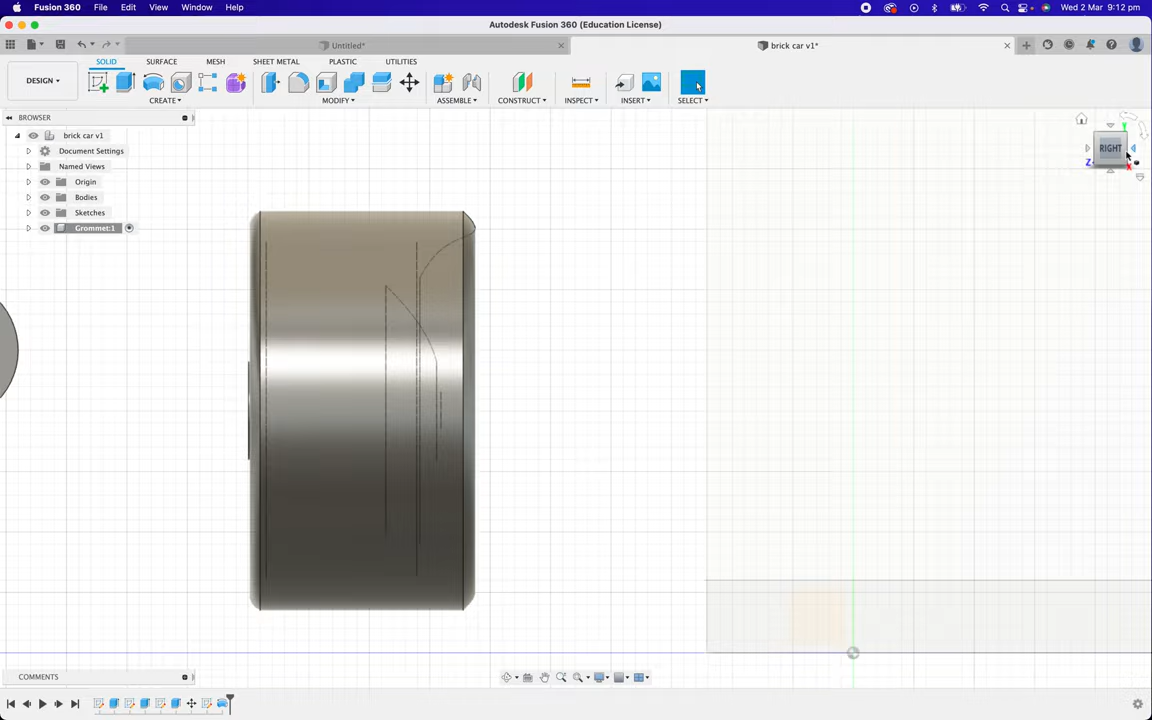 Fusion 360 File Edit View Window Help Wed 2 Mar 9:12 pm
Autodesk Fusion 360 (Education License)
Untitled* brick car v1*
DESIGN SOLID SURFACE MESH SHEET METAL PLASTIC UTILITIES
CREATE MODIFY ASSEMBLE CONSTRUCT INSPECT INSERT SELECT
BROWSER
brick car v1
Document Settings
Named Views
Origin
Bodies
Sketches
Grommet:1
Y
RIGHT
Z X
COMMENTS